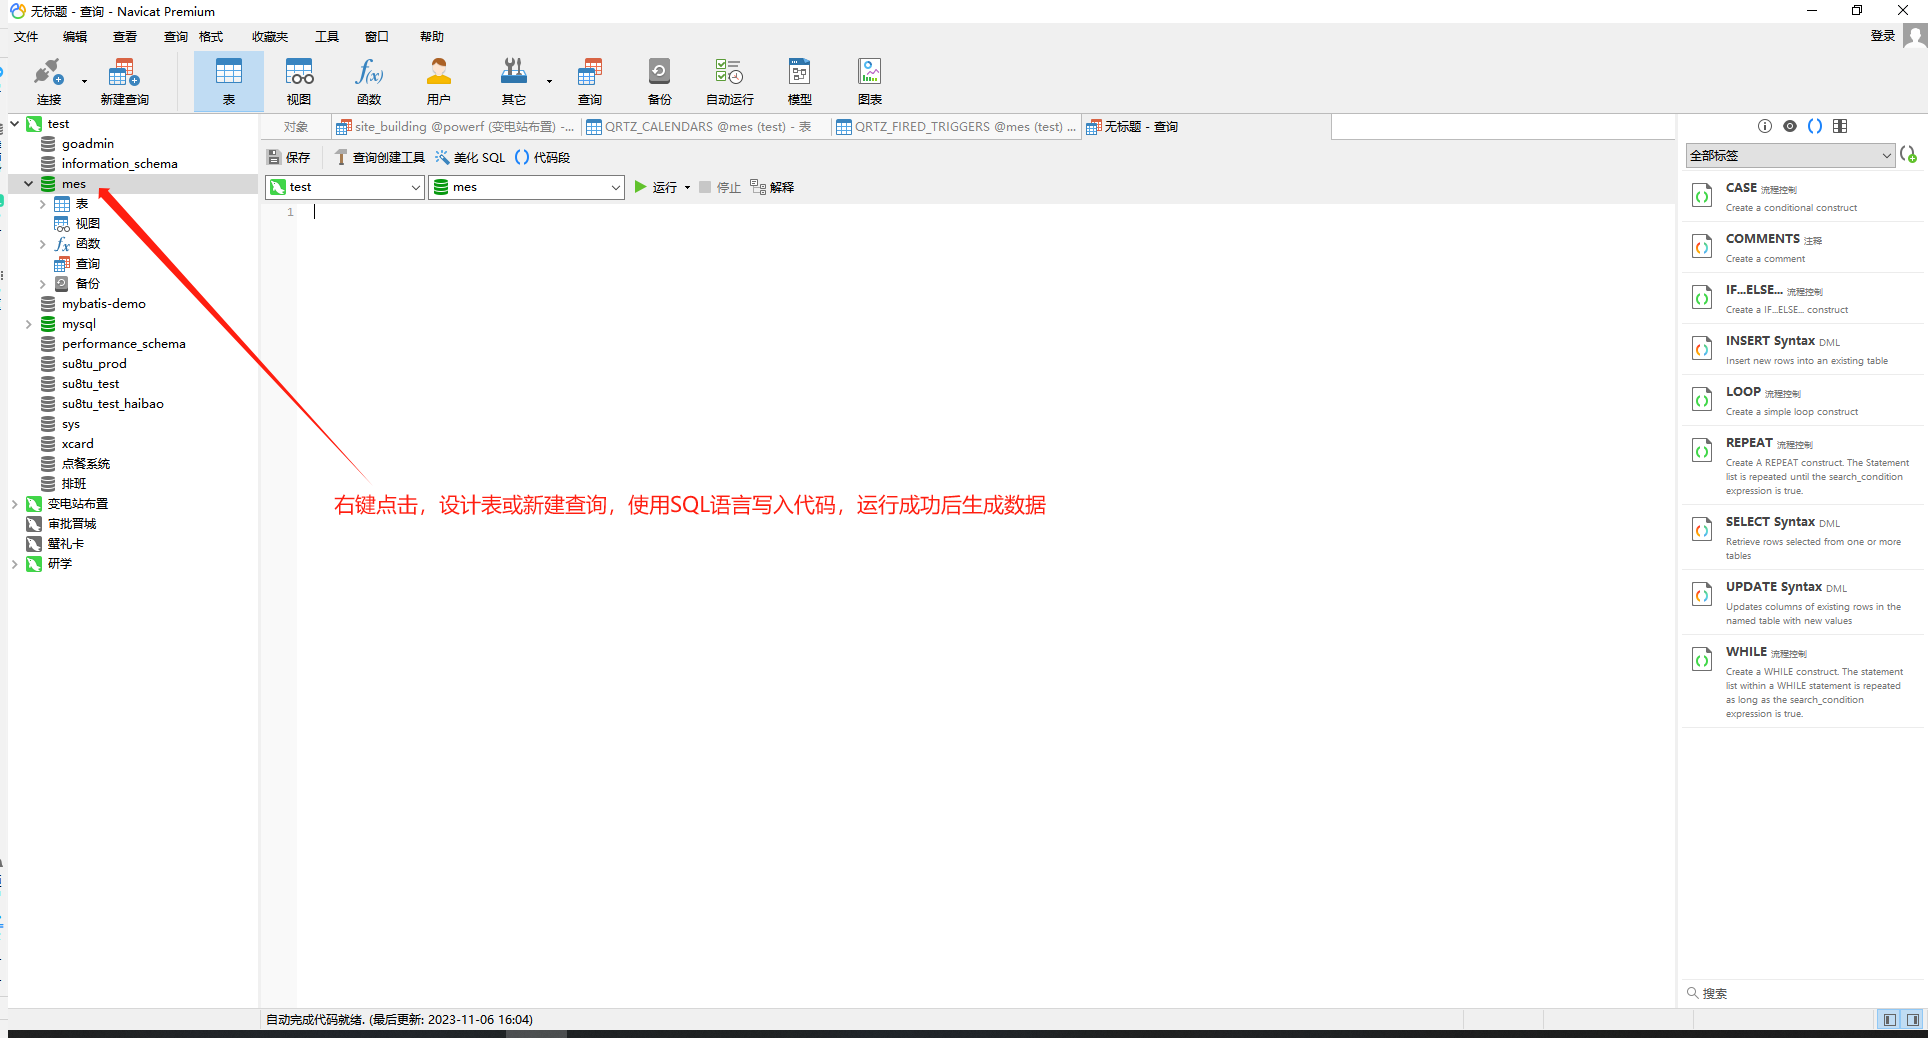 无标题 - 查询 - Navicat Premium
文件 编辑 查看 查询 格式 收藏夹 工具 窗口 帮助 登录
连接 新建查询 表 视图 函数 用户 其它 查询 备份 自动运行 模型 图表
test
goadmin
information_schema
mes
表
视图
函数
查询
备份
mybatis-demo
mysql
performance_schema
su8tu_prod
su8tu_test
su8tu_test_haibao
sys
xcard
点餐系统
排班
变电站布置
审批晋城
蟹礼卡
研学
对象 site_building @powerf (变电站布置) -... QRTZ_CALENDARS @mes (test) - 表 QRTZ_FIRED_TRIGGERS @mes (test) ... 无标题 - 查询
保存 查询创建工具 美化 SQL 代码段
test mes 运行 停止 解释
1
右键点击，设计表或新建查询，使用SQL语言写入代码，运行成功后生成数据
全部标签
CASE 流程控制
Create a conditional construct
COMMENTS 注释
Create a comment
IF...ELSE... 流程控制
Create a IF...ELSE... construct
INSERT Syntax DML
Insert new rows into an existing table
LOOP 流程控制
Create a simple loop construct
REPEAT 流程控制
Create A REPEAT construct. The Statement
list is repeated until the search_condition
expression is true.
SELECT Syntax DML
Retrieve rows selected from one or more
tables
UPDATE Syntax DML
Updates columns of existing rows in the
named table with new values
WHILE 流程控制
Create a WHILE construct. The statement
list within a WHILE statement is repeated
as long as the search_condition
expression is true.
搜索
自动完成代码就绪. (最后更新: 2023-11-06 16:04)